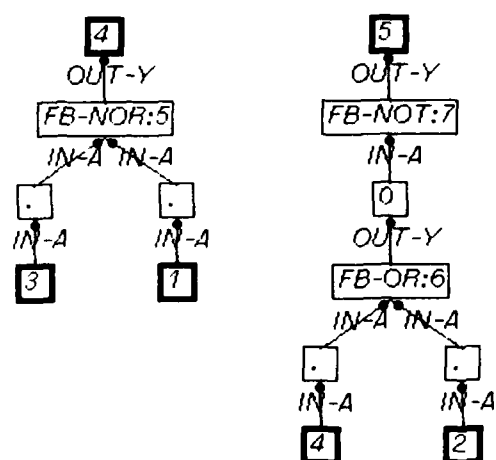 4
OUT-Y
FB-NOR:5
IN-A IN-A
. .
IN-A IN-A
3 1
5
OUT-Y
FB-NOT:7
IN-A
0
OUT-Y
FB-OR:6
IN-A IN-A
. .
IN-A IN-A
4 2